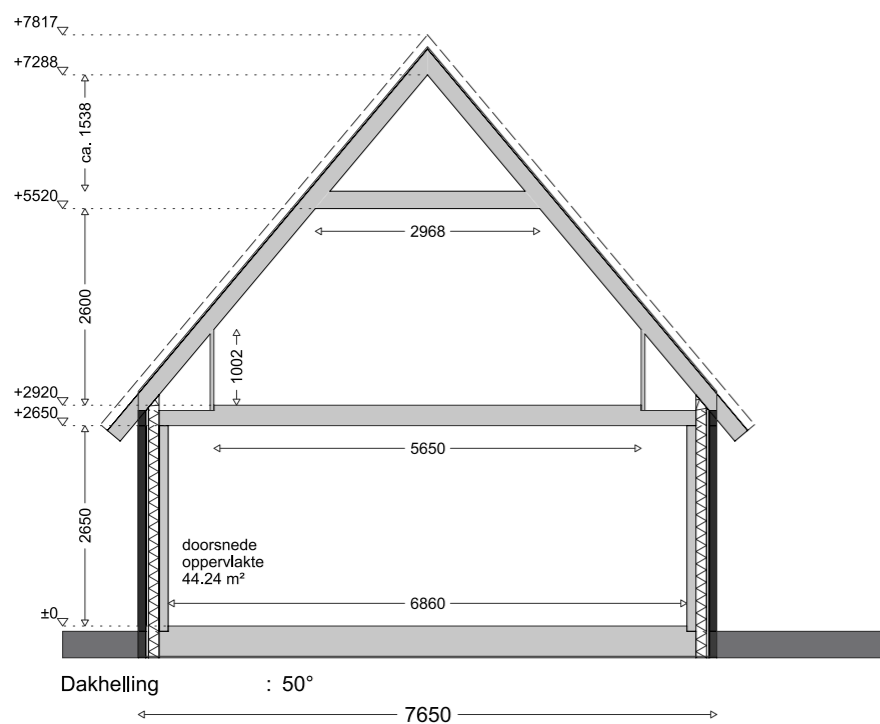 +7817
+7288
ca. 1538
+5520
2968
2600
1002
+2920
+2650
5650
2650
doorsnede
oppervlakte
44.24 m²
±0
6860
Dakhelling : 50°
7650